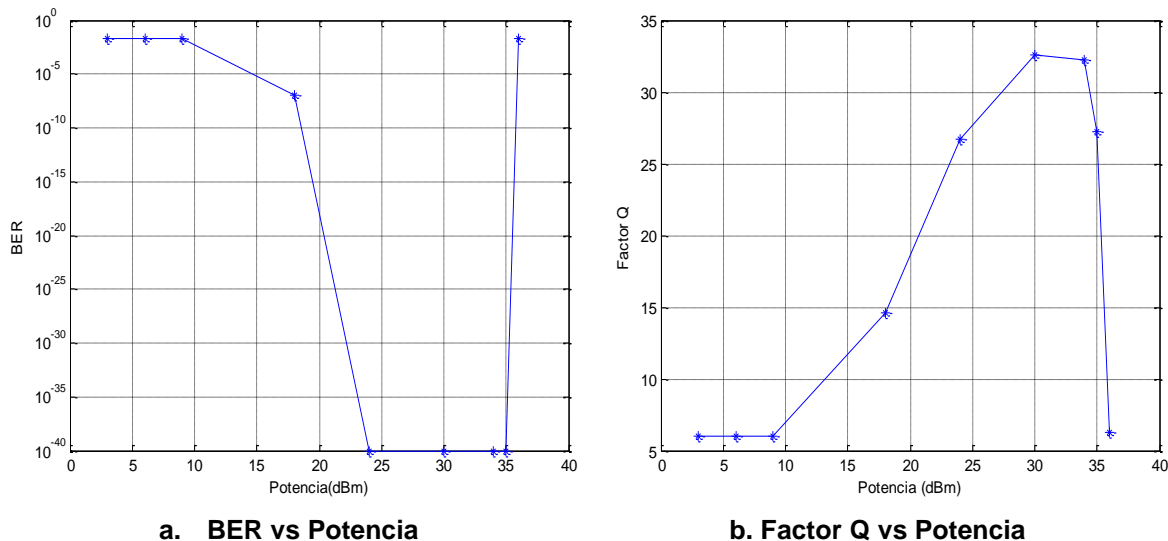 10^0
10^-5
10^-10
10^-15
10^-20
10^-25
10^-30
10^-35
10^-40
BER
0 5 10 15 20 25 30 35 40
Potencia(dBm)
a. BER vs Potencia
35
30
25
20
15
10
5
Factor Q
0 5 10 15 20 25 30 35 40
Potencia (dBm)
b. Factor Q vs Potencia